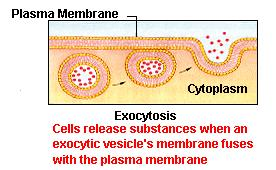 Plasma Membrane
Cytoplasm
Exocytosis
Cells release substances when an
exocytic vesicle's membrane fuses
with the plasma membrane